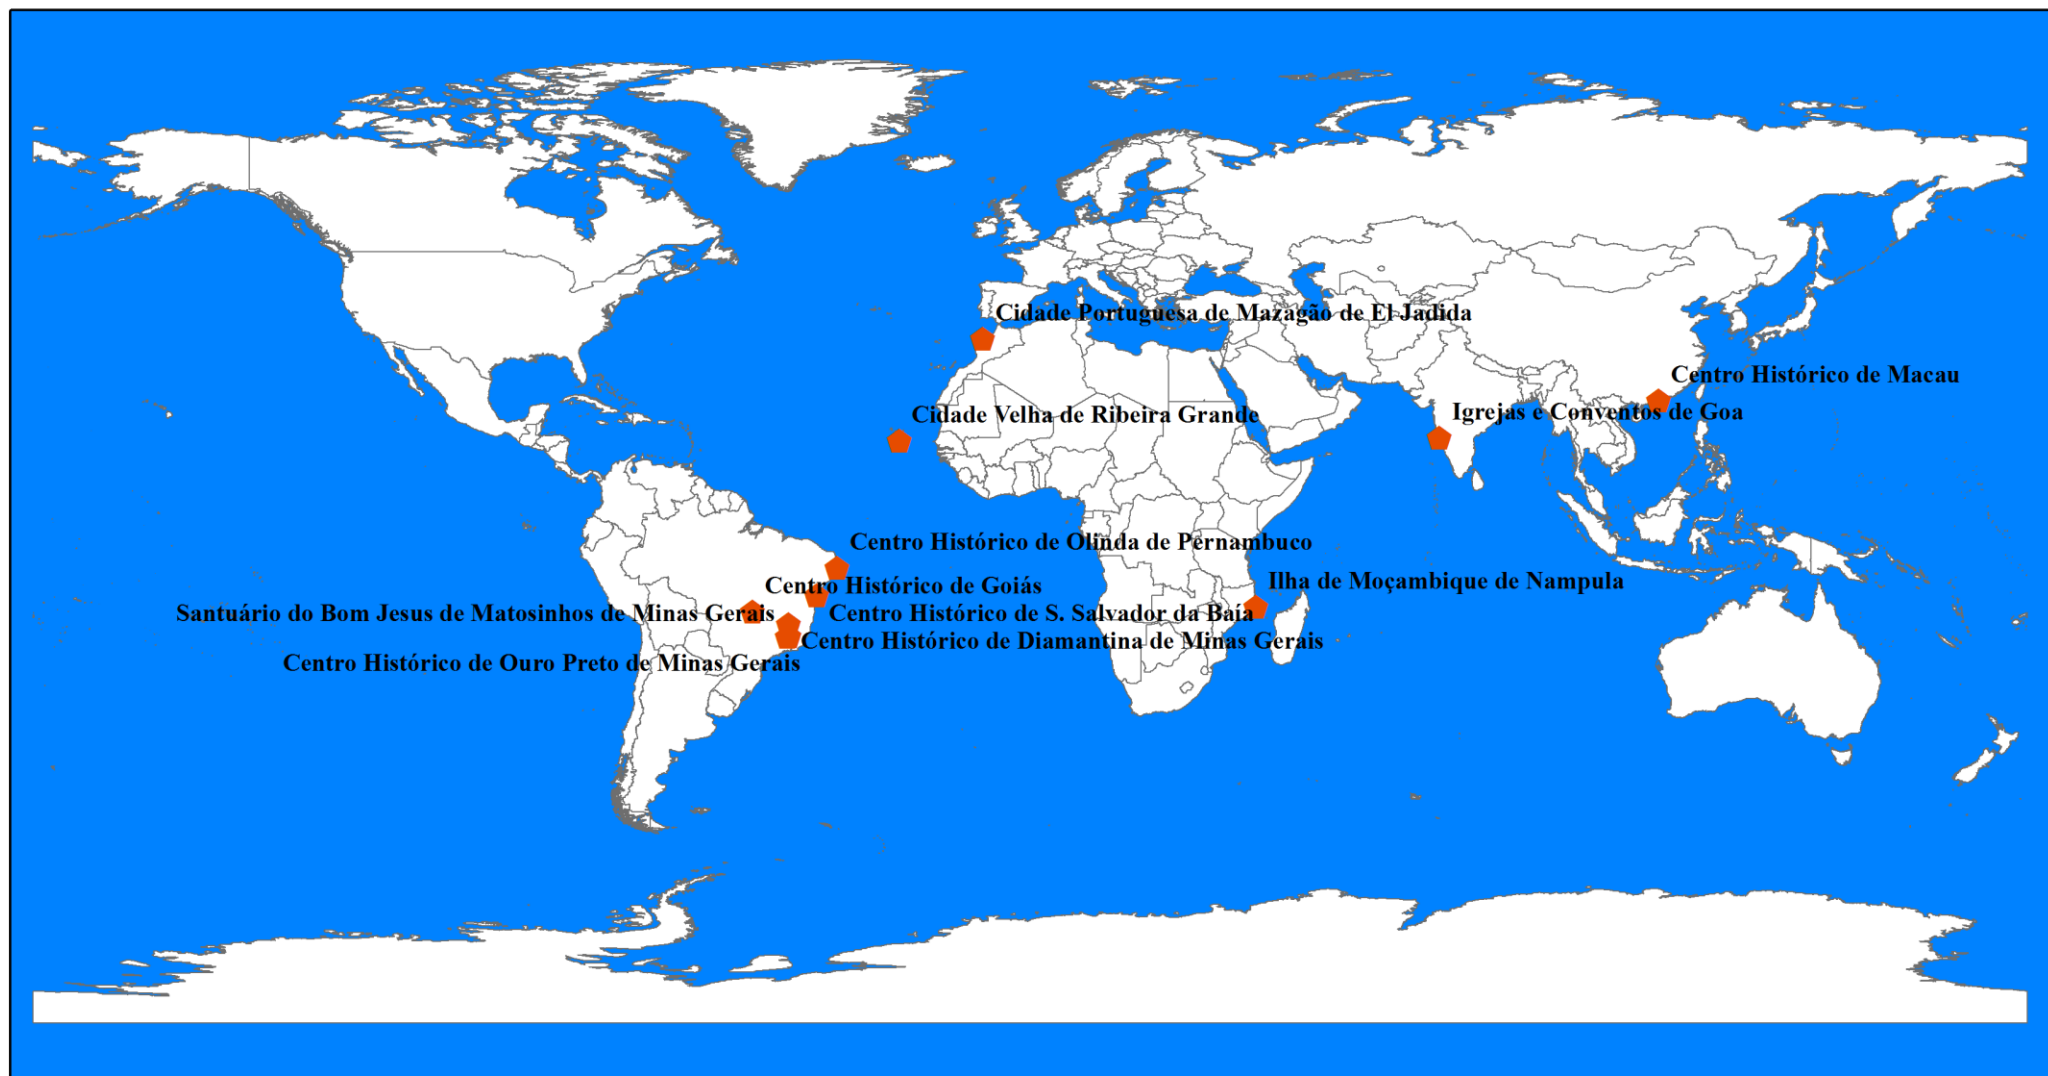 Cidade Portuguesa de Mazagão de El Jadida
Centro Histórico de Macau
Cidade Velha de Ribeira Grande
Igrejas e Conventos de Goa
Centro Histórico de Olinda de Pernambuco
Ilha de Moçambique de Nampula
Centro Histórico de Goiás
Santuário do Bom Jesus de Matosinhos de Minas Gerais
Centro Histórico de S. Salvador da Baía
Centro Histórico de Diamantina de Minas Gerais
Centro Histórico de Ouro Preto de Minas Gerais